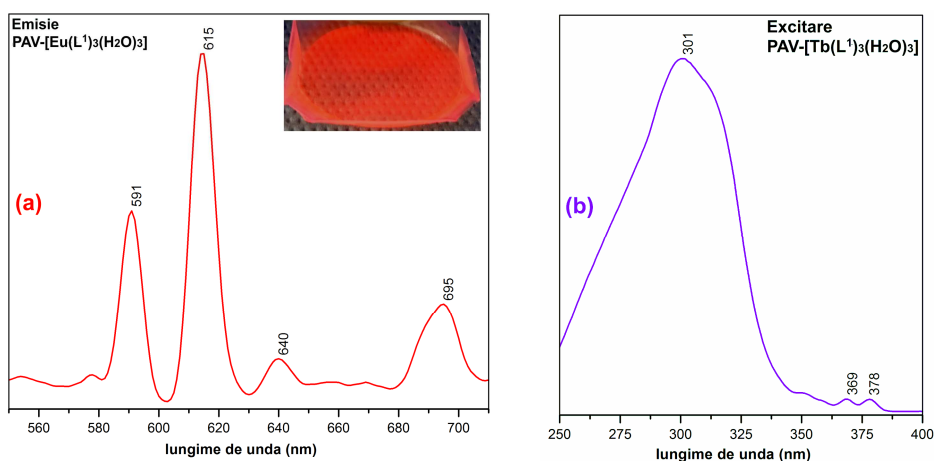 Emisie
PAV-[Eu(L¹)₃(H₂O)₃]
615
591
640
695
(a)
560 580 600 620 640 660 680 700
lungime de unda (nm)
Excitare
PAV-[Tb(L¹)₃(H₂O)₃]
301
(b)
369 378
250 275 300 325 350 375 400
lungime de unda (nm)